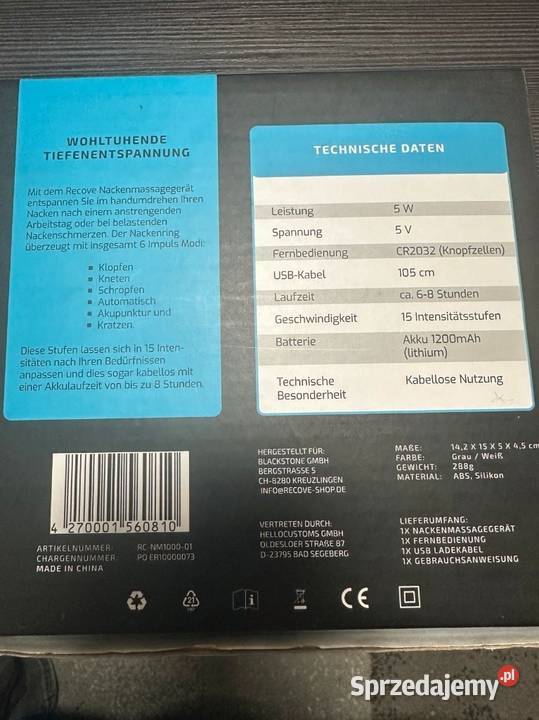 WOHLTUHENDE
TIEFENENTSPANNUNG
Mit dem Recove Nackenmassagegerät
entspannen Sie im handumdrehen Ihren
Nacken nach einem anstrengenden
Arbeitstag oder bei belastenden
Nackenschmerzen. Der Nackenring
überzeugt mit insgesamt 6 Impuls Modi:
▪ Klopfen
▪ Kneten
▪ Schröpfen
▪ Automatisch
▪ Akupunktur und
▪ Kratzen.
Diese Stufen lassen sich in 15 Inten-
sitäten nach Ihren Bedürfnissen
anpassen und dies sogar kabellos mit
einer Akkulaufzeit von bis zu 8 Stunden.
TECHNISCHE DATEN
Leistung 5 W
Spannung 5 V
Fernbedienung CR2032 (Knopfzellen)
USB-Kabel 105 cm
Laufzeit ca. 6-8 Stunden
Geschwindigkeit 15 Intensitätsstufen
Batterie Akku 1200mAh
(lithium)
Technische Kabellose Nutzung
Besonderheit
4 270001 560810
ARTIKELNUMMER: RC-NM1000-01
CHARGENNUMMER: PO ER10000073
MADE IN CHINA
HERGESTELLT FÜR:
BLACKSTONE GMBH
BERGSTRASSE 5
CH-8280 KREUZLINGEN
INFO@RECOVE-SHOP.DE
MAẞE: 14,2 X 15 X 5 X 4,5 cm
FARBE: Grau / Weiß
GEWICHT: 288g
MATERIAL: ABS, Silikon
VERTRETEN DURCH:
HELLOCUSTOMS GMBH
OLDESLOER STRAẞE 87
D-23795 BAD SEGEBERG
LIEFERUMFANG:
1X NACKENMASSAGEGERÄT
1X FERNBEDIENUNG
1X USB LADEKABEL
1X GEBRAUCHSANWEISUNG
21
CE
Sprzedajemy.pl